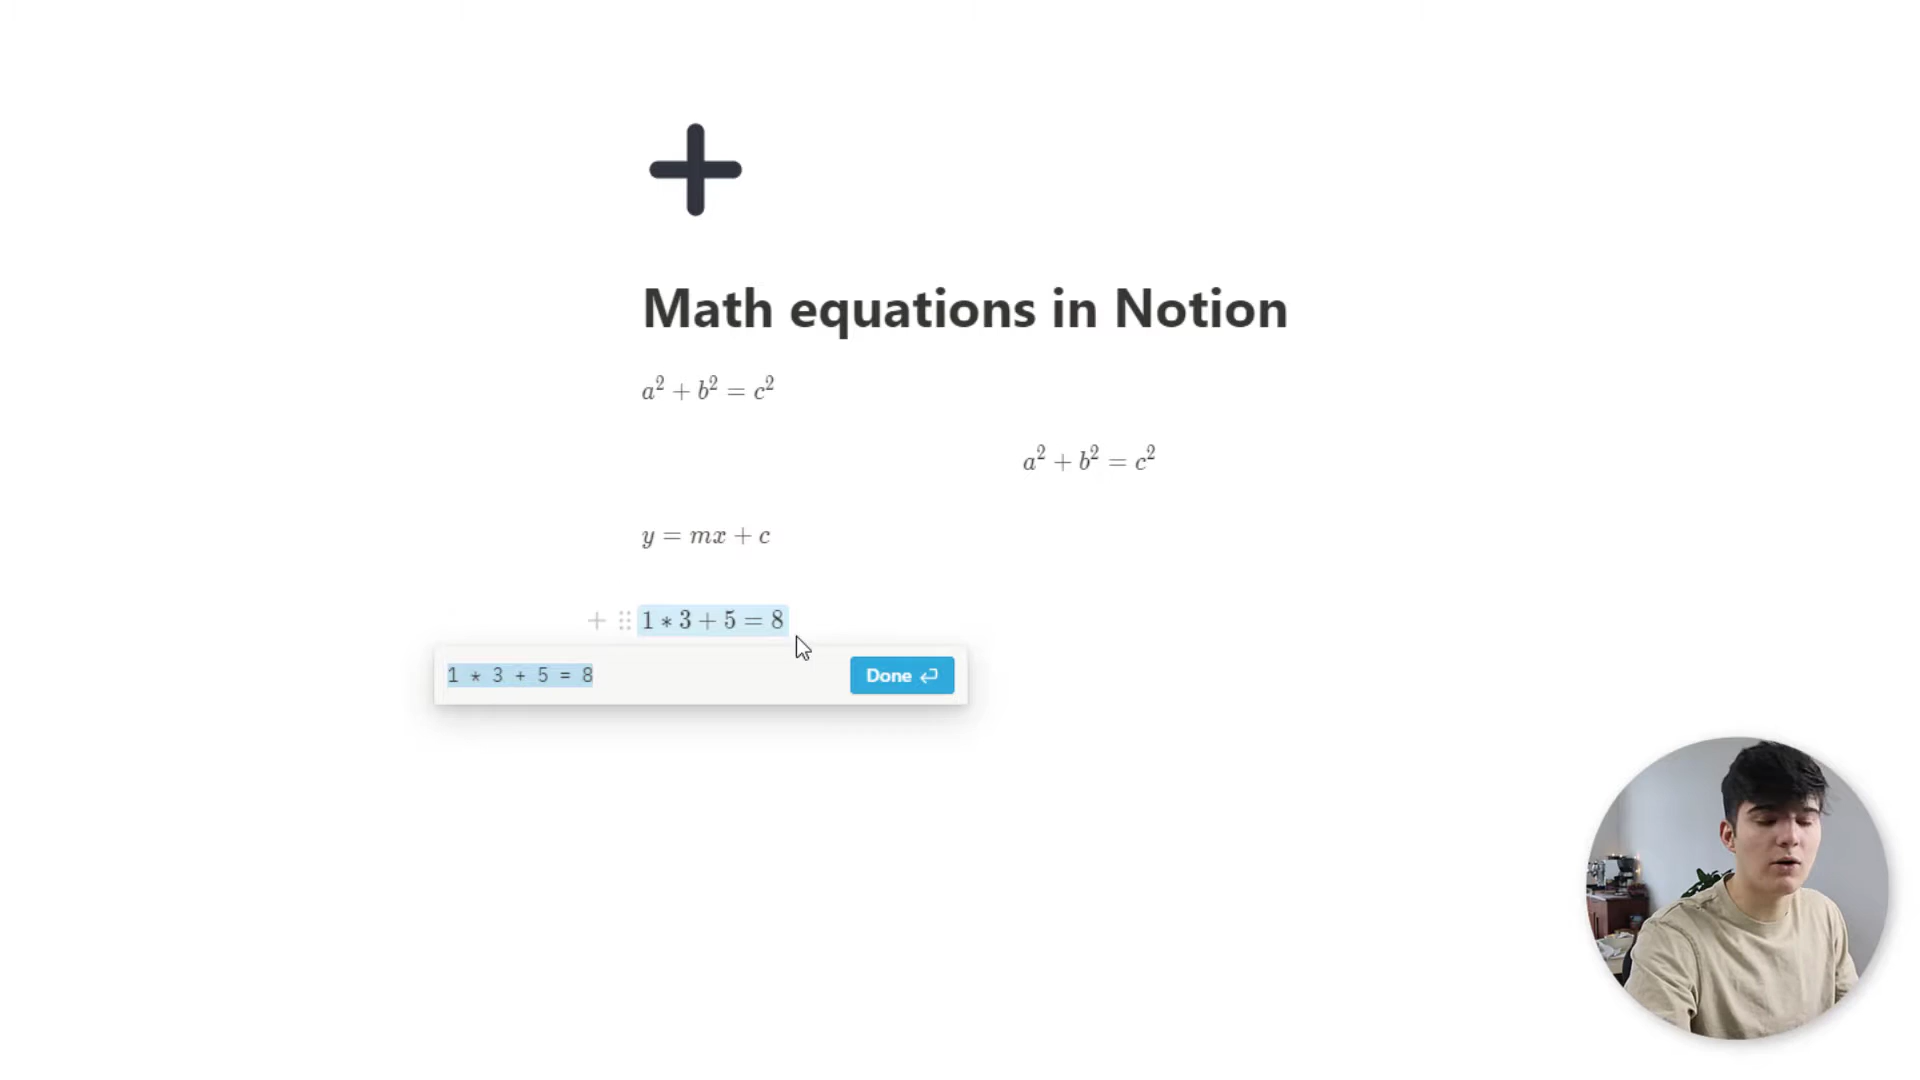 Math equations in Notion
a² + b² = c²
a² + b² = c²
y = mx + c
1 * 3 + 5 = 8
1 * 3 + 5 = 8
Done